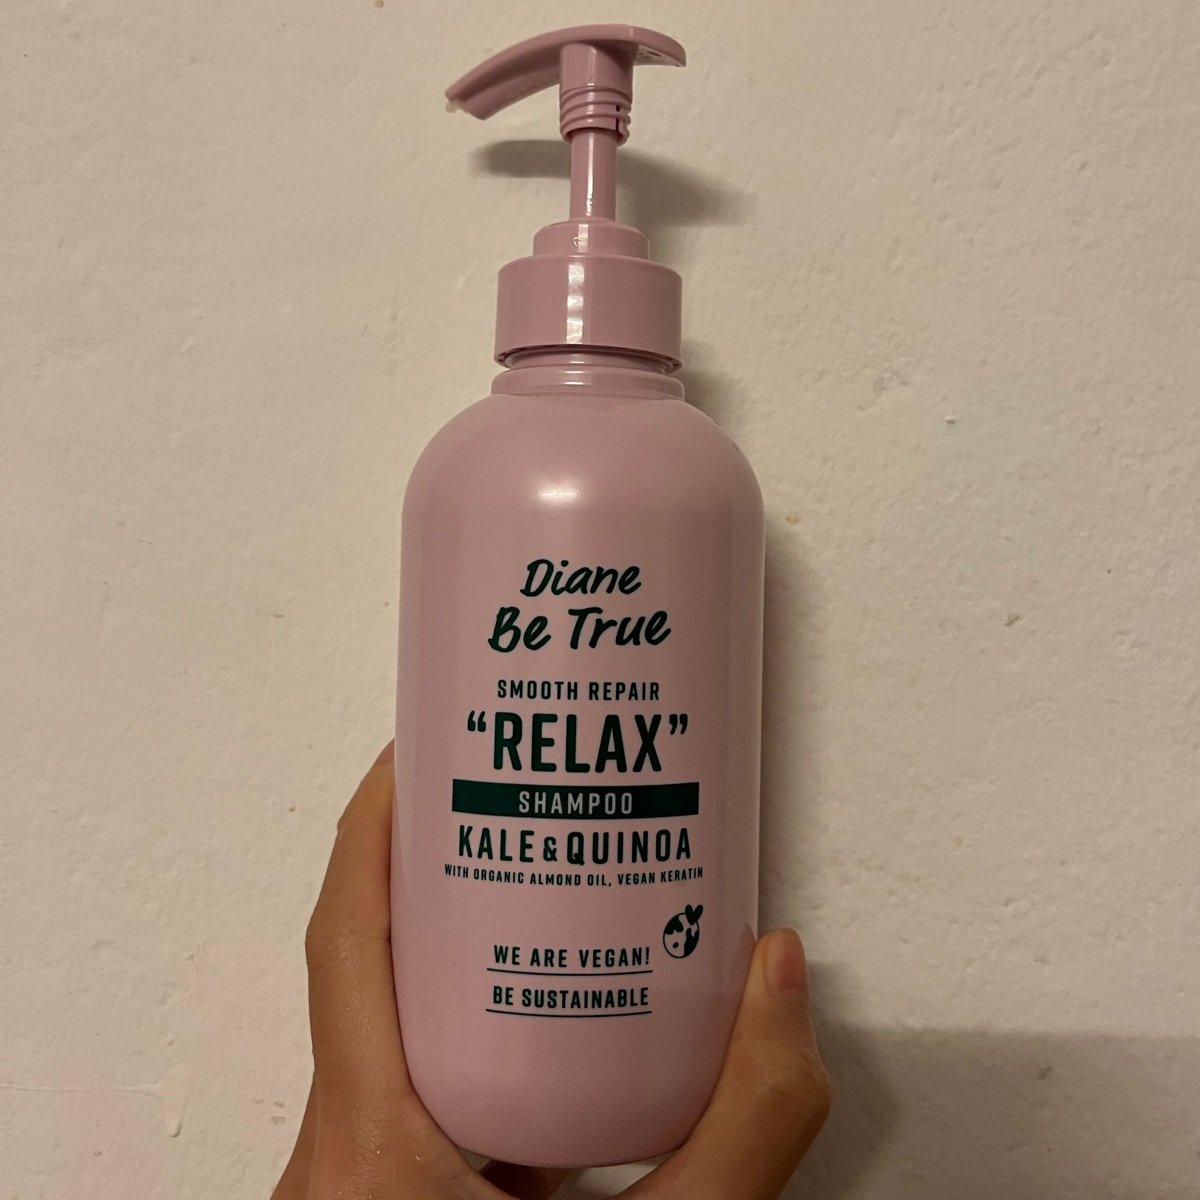 Diane
Be True
SMOOTH REPAIR
“RELAX”
SHAMPOO
KALE & QUINOA
WITH ORGANIC ALMOND OIL, VEGAN KERATIN
WE ARE VEGAN!
BE SUSTAINABLE